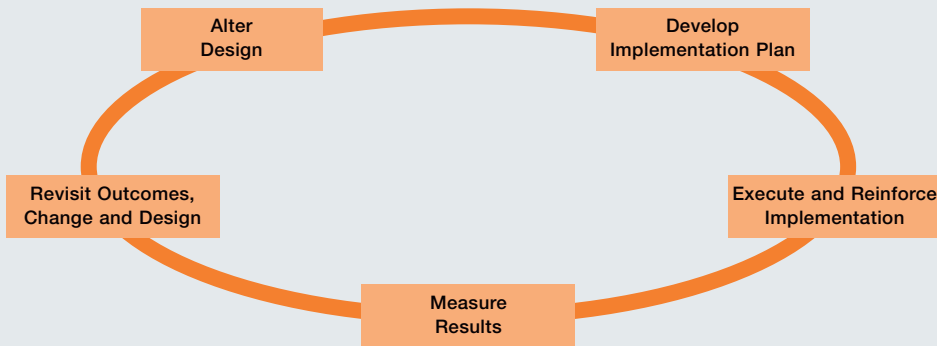 Alter
Design
Develop
Implementation Plan
Revisit Outcomes,
Change and Design
Execute and Reinforce
Implementation
Measure
Results